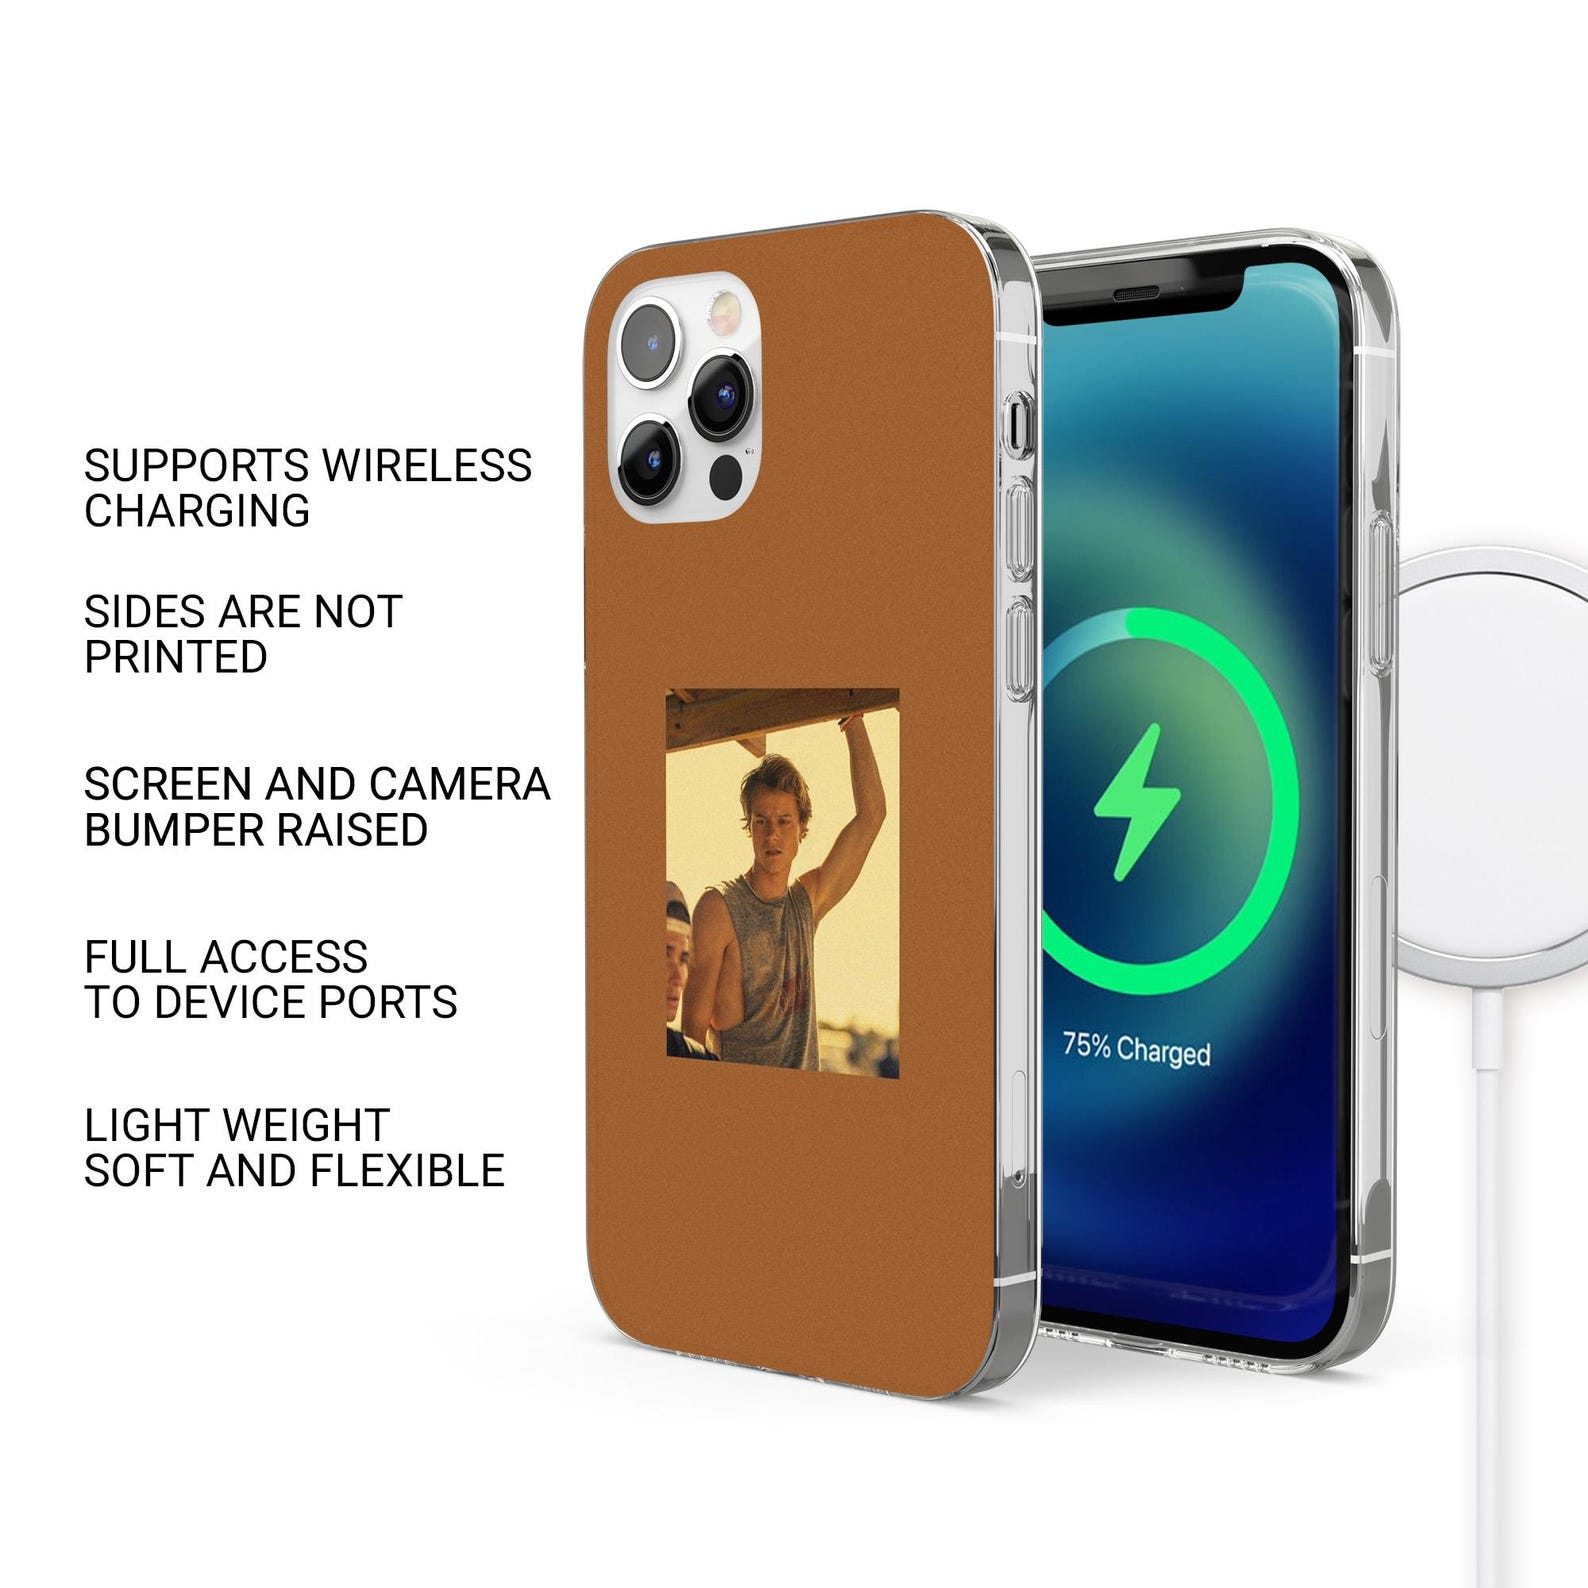 SUPPORTS WIRELESS
CHARGING
SIDES ARE NOT
PRINTED
SCREEN AND CAMERA
BUMPER RAISED
FULL ACCESS
TO DEVICE PORTS
LIGHT WEIGHT
SOFT AND FLEXIBLE
75% Charged